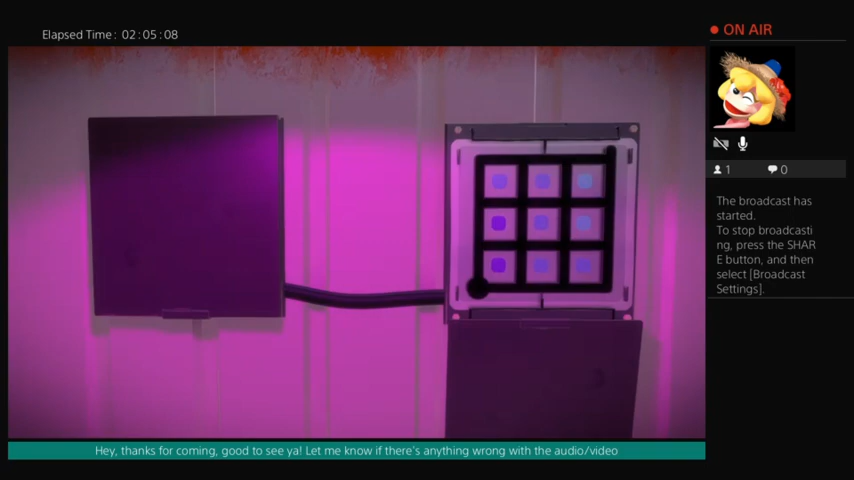 Elapsed Time: 02:05:08
ON AIR
1 0
The broadcast has
started.
To stop broadcasti
ng, press the SHAR
E button, and then
select [Broadcast
Settings].
Hey, thanks for coming, good to see ya! Let me know if there's anything wrong with the audio/video